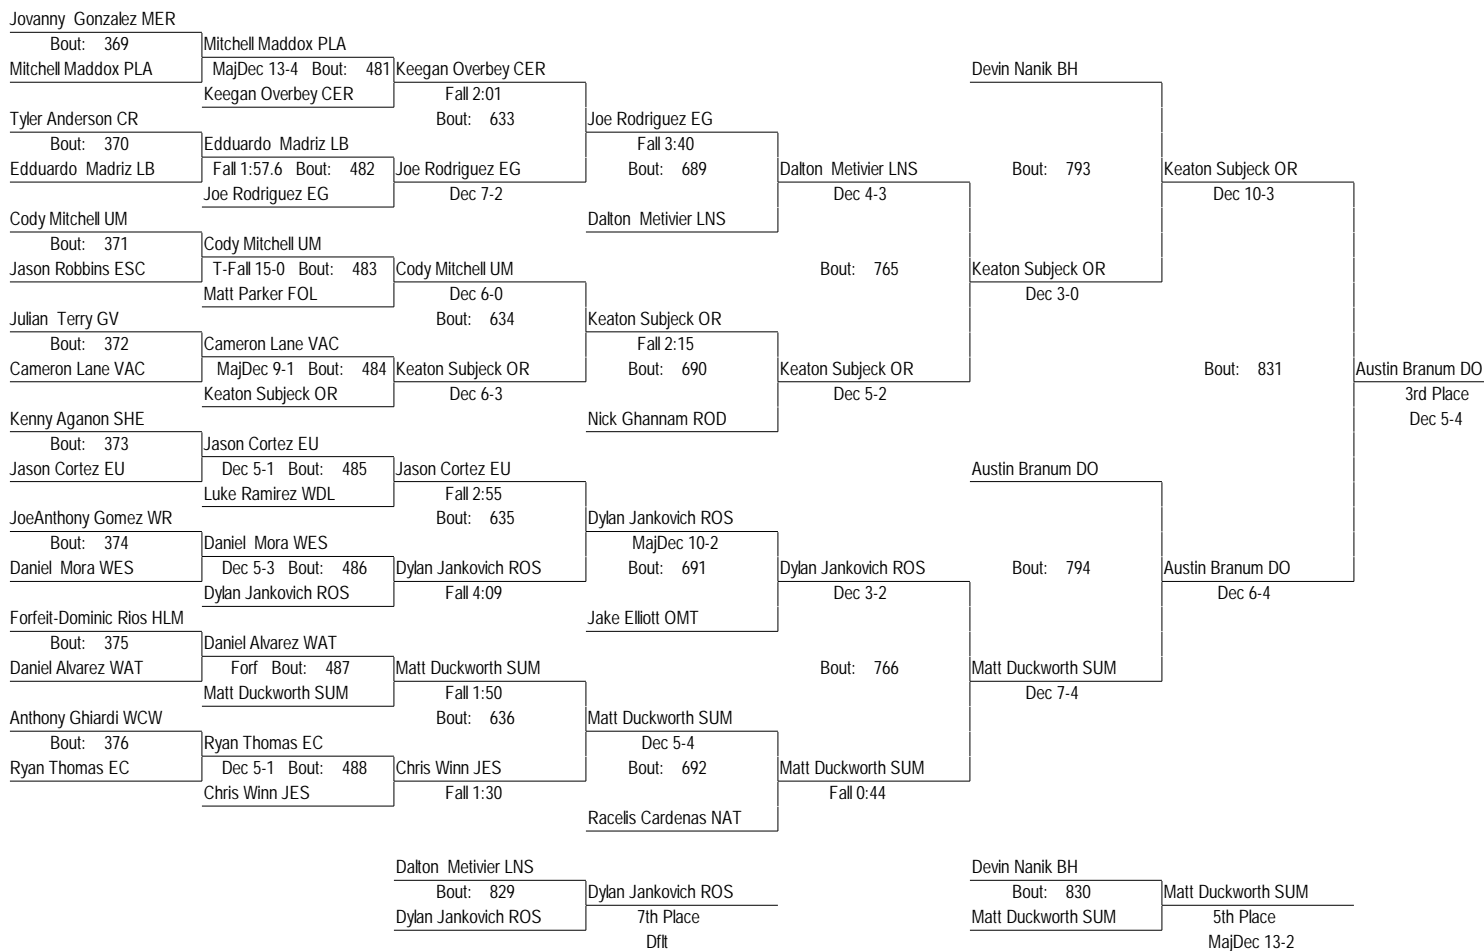 Jovanny Gonzalez MER
Bout: 369
Mitchell Maddox PLA
Mitchell Maddox PLA
MajDec 13-4 Bout: 481
Keegan Overbey CER
Keegan Overbey CER
Fall 2:01
Bout: 633
Devin Nanik BH
Tyler Anderson CR
Bout: 370
Edduardo Madriz LB
Edduardo Madriz LB
Fall 1:57.6 Bout: 482
Joe Rodriguez EG
Joe Rodriguez EG
Dec 7-2
Joe Rodriguez EG
Fall 3:40
Bout: 689
Dalton Metivier LNS
Dalton Metivier LNS
Dec 4-3
Bout: 793
Keaton Subjeck OR
Dec 10-3
Cody Mitchell UM
Bout: 371
Jason Robbins ESC
Cody Mitchell UM
T-Fall 15-0 Bout: 483
Matt Parker FOL
Cody Mitchell UM
Dec 6-0
Bout: 634
Bout: 765
Keaton Subjeck OR
Dec 3-0
Julian Terry GV
Bout: 372
Cameron Lane VAC
Cameron Lane VAC
MajDec 9-1 Bout: 484
Keaton Subjeck OR
Keaton Subjeck OR
Dec 6-3
Keaton Subjeck OR
Fall 2:15
Bout: 690
Nick Ghannam ROD
Keaton Subjeck OR
Dec 5-2
Bout: 831
Austin Branum DO
3rd Place
Dec 5-4
Kenny Aganon SHE
Bout: 373
Jason Cortez EU
Jason Cortez EU
Dec 5-1 Bout: 485
Luke Ramirez WDL
Jason Cortez EU
Fall 2:55
Bout: 635
Austin Branum DO
JoeAnthony Gomez WR
Bout: 374
Daniel Mora WES
Daniel Mora WES
Dec 5-3 Bout: 486
Dylan Jankovich ROS
Dylan Jankovich ROS
Fall 4:09
Dylan Jankovich ROS
MajDec 10-2
Bout: 691
Jake Elliott OMT
Dylan Jankovich ROS
Dec 3-2
Bout: 794
Austin Branum DO
Dec 6-4
Forfeit-Dominic Rios HLM
Bout: 375
Daniel Alvarez WAT
Daniel Alvarez WAT
Forf Bout: 487
Matt Duckworth SUM
Matt Duckworth SUM
Fall 1:50
Bout: 636
Bout: 766
Matt Duckworth SUM
Dec 7-4
Anthony Ghiardi WCW
Bout: 376
Ryan Thomas EC
Ryan Thomas EC
Dec 5-1 Bout: 488
Chris Winn JES
Chris Winn JES
Fall 1:30
Matt Duckworth SUM
Dec 5-4
Bout: 692
Racelis Cardenas NAT
Matt Duckworth SUM
Fall 0:44
Dalton Metivier LNS
Bout: 829
Dylan Jankovich ROS
Dylan Jankovich ROS
7th Place
Dflt
Devin Nanik BH
Bout: 830
Matt Duckworth SUM
Matt Duckworth SUM
5th Place
MajDec 13-2